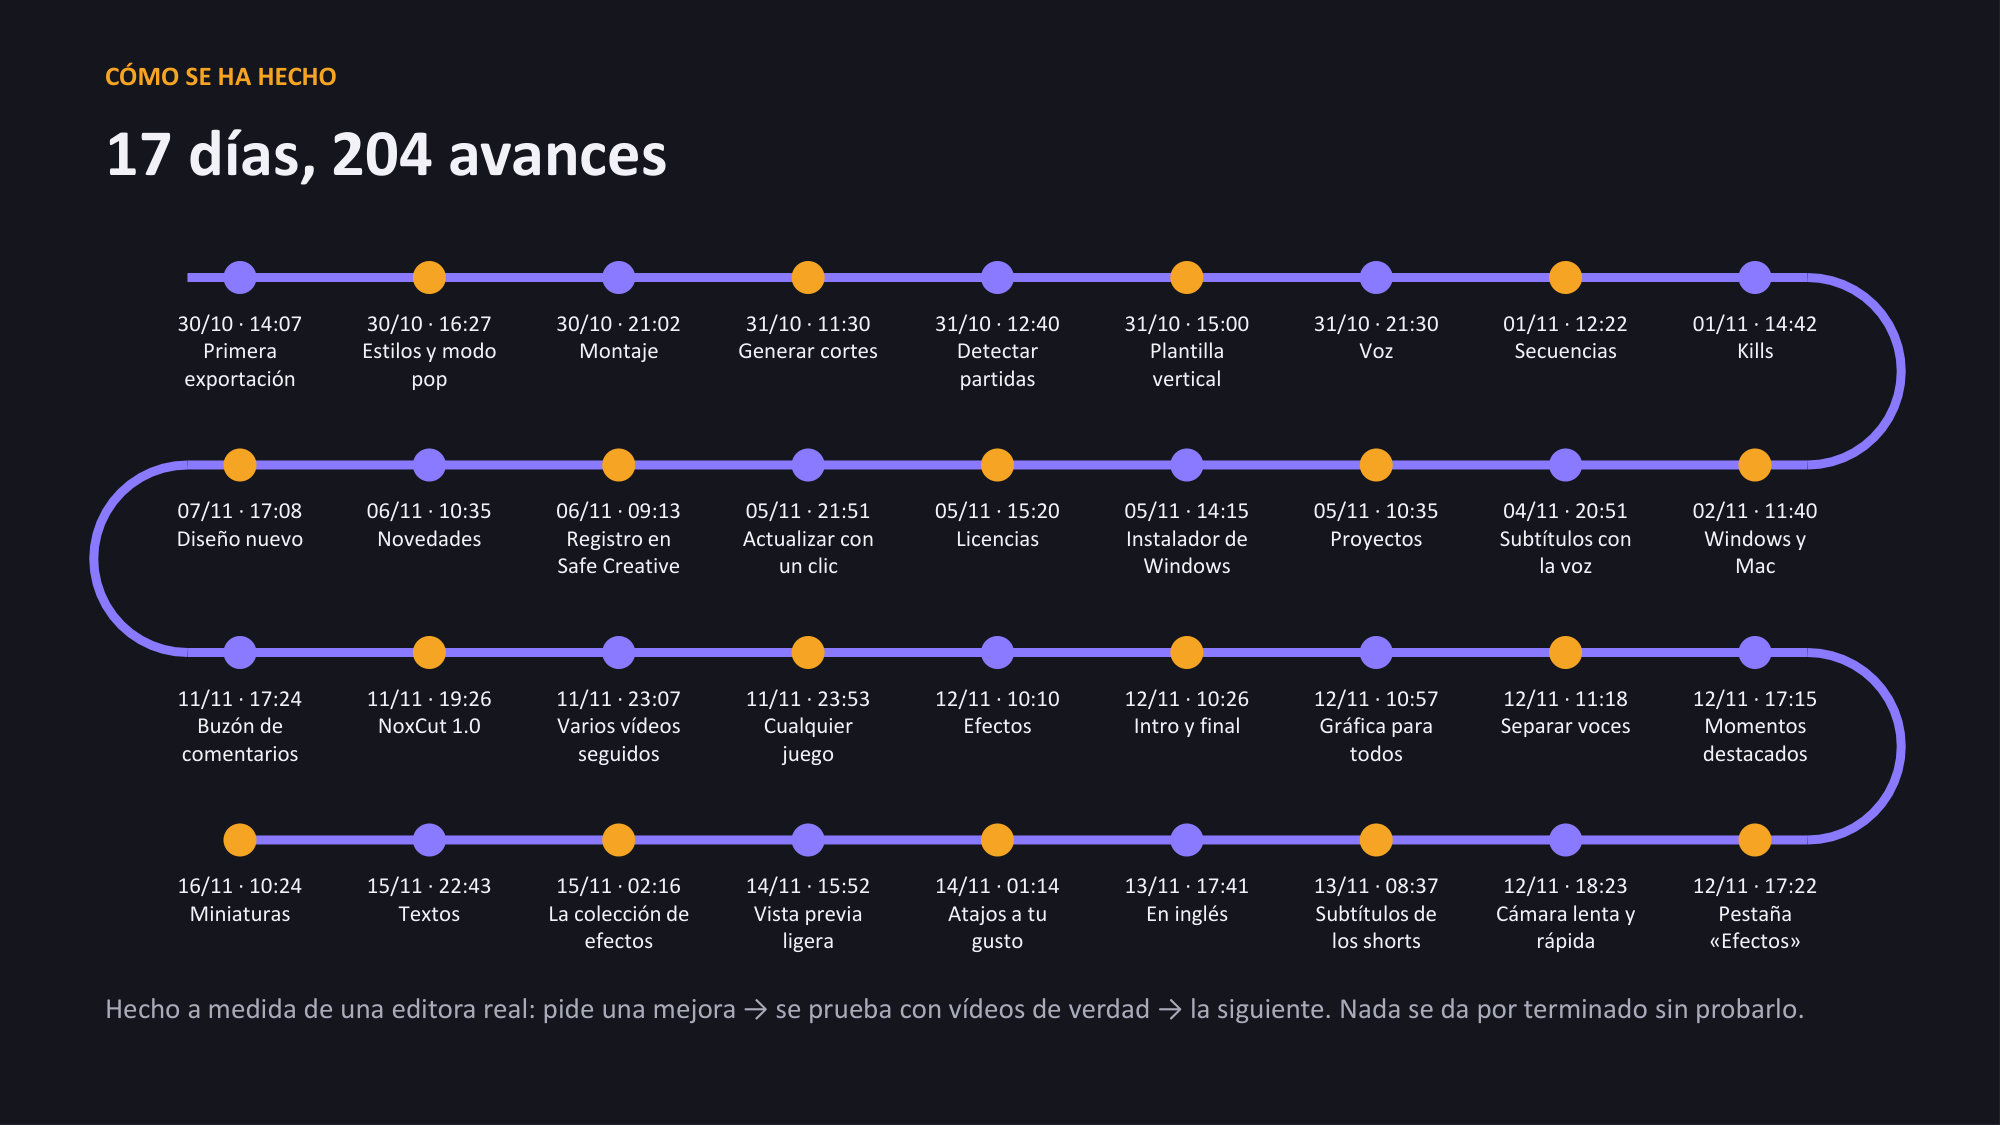 CÓMO SE HA HECHO
17 días, 204 avances
30/10 · 14:07
Primera
exportación
30/10 · 16:27
Estilos y modo
pop
30/10 · 21:02
Montaje
31/10 · 11:30
Generar cortes
31/10 · 12:40
Detectar
partidas
31/10 · 15:00
Plantilla
vertical
31/10 · 21:30
Voz
01/11 · 12:22
Secuencias
01/11 · 14:42
Kills
07/11 · 17:08
Diseño nuevo
06/11 · 10:35
Novedades
06/11 · 09:13
Registro en
Safe Creative
05/11 · 21:51
Actualizar con
un clic
05/11 · 15:20
Licencias
05/11 · 14:15
Instalador de
Windows
05/11 · 10:35
Proyectos
04/11 · 20:51
Subtítulos con
la voz
02/11 · 11:40
Windows y
Mac
11/11 · 17:24
Buzón de
comentarios
11/11 · 19:26
NoxCut 1.0
11/11 · 23:07
Varios vídeos
seguidos
11/11 · 23:53
Cualquier
juego
12/11 · 10:10
Efectos
12/11 · 10:26
Intro y final
12/11 · 10:57
Gráfica para
todos
12/11 · 11:18
Separar voces
12/11 · 17:15
Momentos
destacados
16/11 · 10:24
Miniaturas
15/11 · 22:43
Textos
15/11 · 02:16
La colección de
efectos
14/11 · 15:52
Vista previa
ligera
14/11 · 01:14
Atajos a tu
gusto
13/11 · 17:41
En inglés
13/11 · 08:37
Subtítulos de
los shorts
12/11 · 18:23
Cámara lenta y
rápida
12/11 · 17:22
Pestaña
«Efectos»
Hecho a medida de una editora real: pide una mejora → se prueba con vídeos de verdad → la siguiente. Nada se da por terminado sin probarlo.